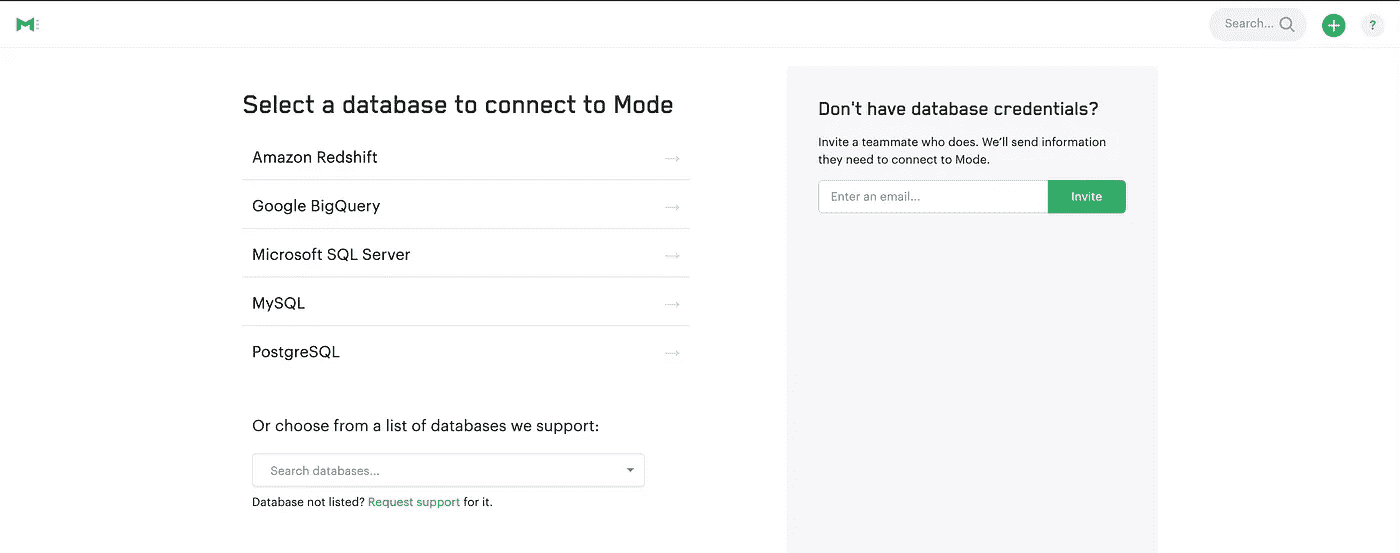 Search...
?
Select a database to connect to Mode
Amazon Redshift
Google BigQuery
Microsoft SQL Server
MySQL
PostgreSQL
Or choose from a list of databases we support:
Search databases...
Database not listed? Request support for it.
Don't have database credentials?
Invite a teammate who does. We’ll send information
they need to connect to Mode.
Enter an email...
Invite